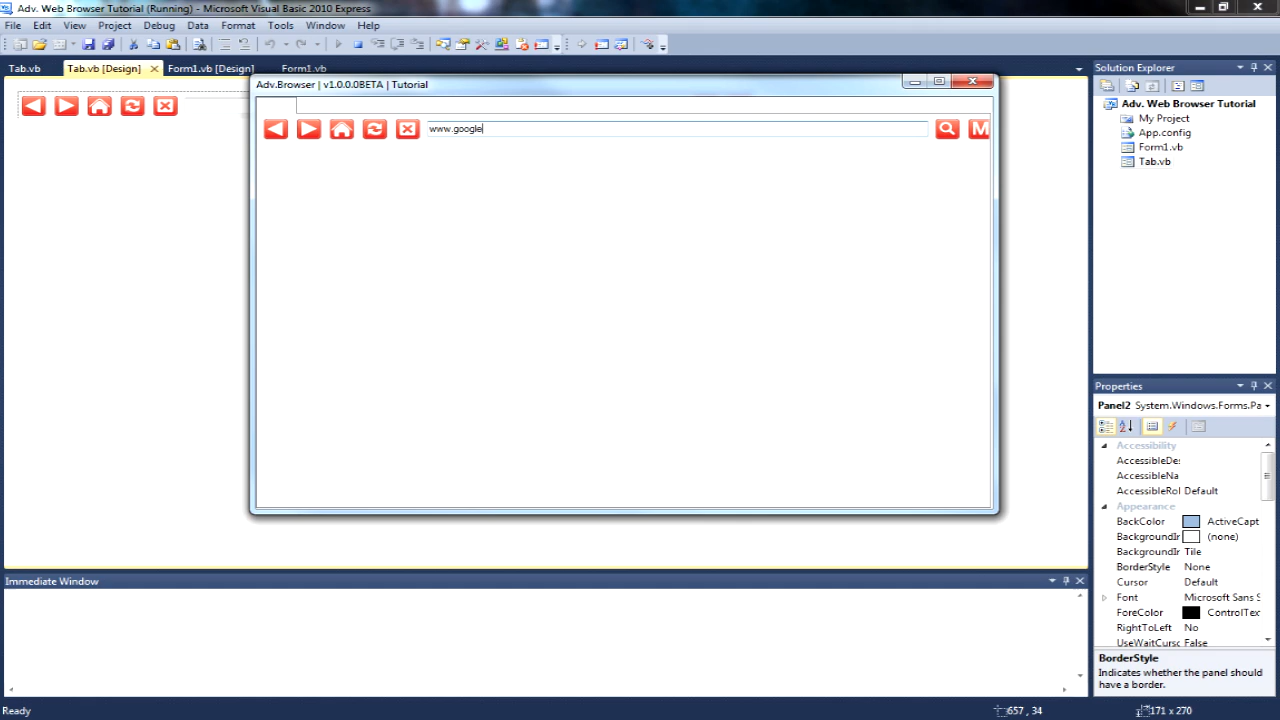 Adv. Web Browser Tutorial (Running) - Microsoft Visual Basic 2010 Express
File Edit View Project Debug Data Format Tools Window Help
Tab.vb Tab.vb [Design] Form1.vb [Design] Form1.vb
Adv.Browser | v1.0.0.0BETA | Tutorial
www.google
M
Solution Explorer
Adv. Web Browser Tutorial
My Project
App.config
Form1.vb
Tab.vb
Properties
Panel2 System.Windows.Forms.Pa
Accessibility
AccessibleDes
AccessibleNa
AccessibleRol Default
Appearance
BackColor ActiveCapt
BackgroundIr (none)
BackgroundIr Tile
BorderStyle None
Cursor Default
Font Microsoft Sans S
ForeColor ControlTex
RightToLeft No
UseWaitCursc False
BorderStyle
Indicates whether the panel should
have a border.
Immediate Window
Ready 657 , 34 171 x 270